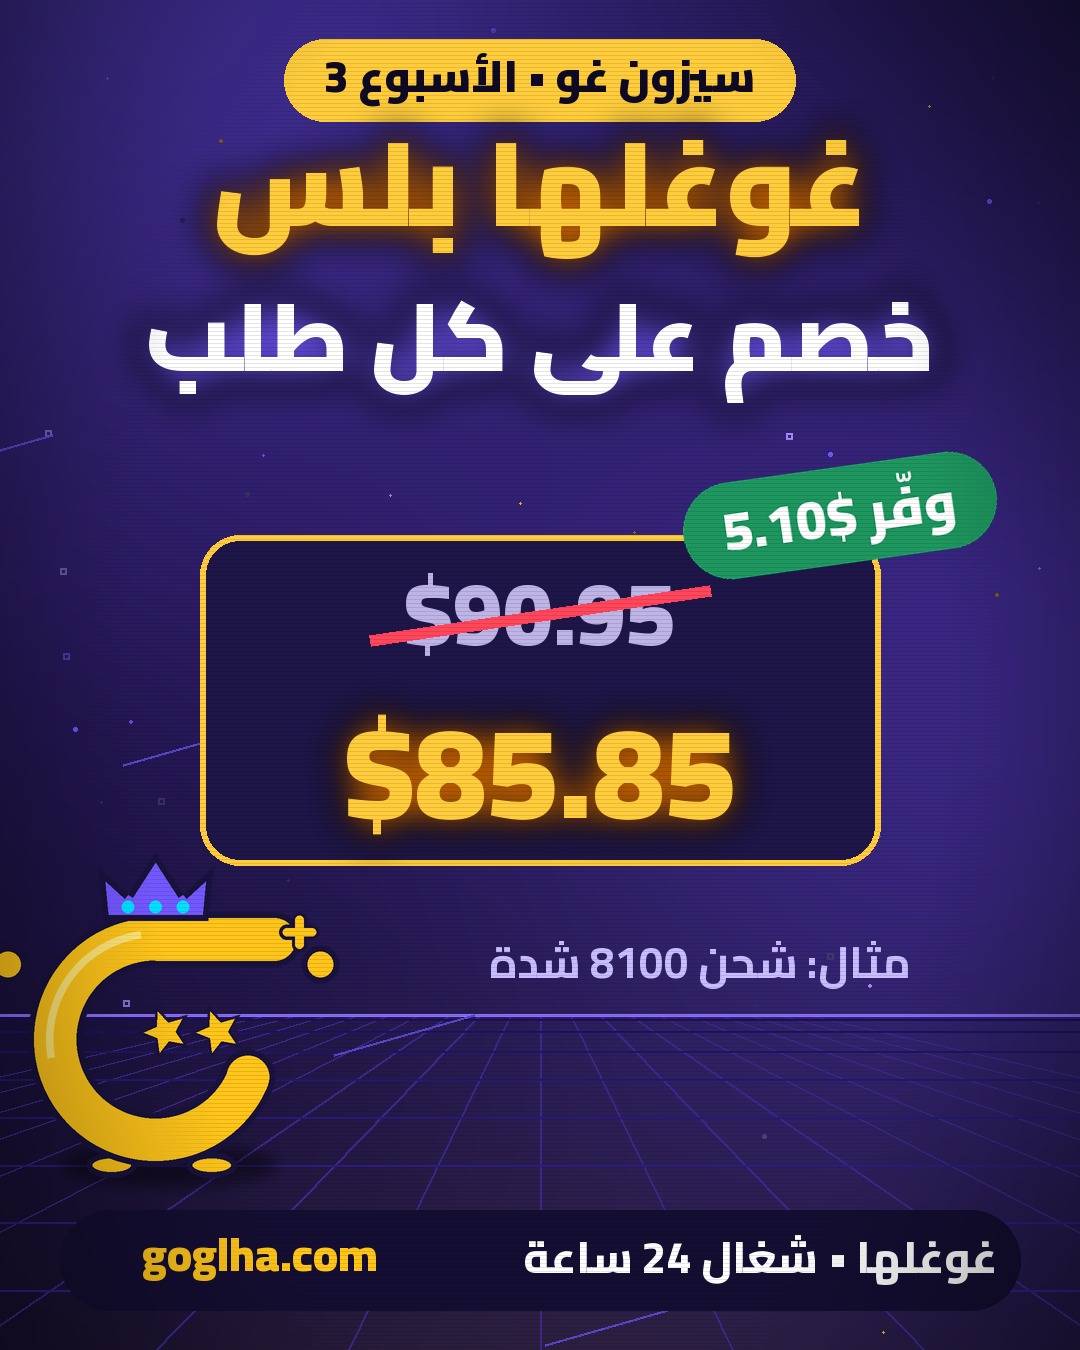 سيزون غو ▪ الأسبوع 3
غوغلها بلس
خصم على كل طلب
وفّر $5.10
$90.95
$85.85
مثال: شحن 8100 شدة
غوغلها ▪ شغال 24 ساعة
goglha.com